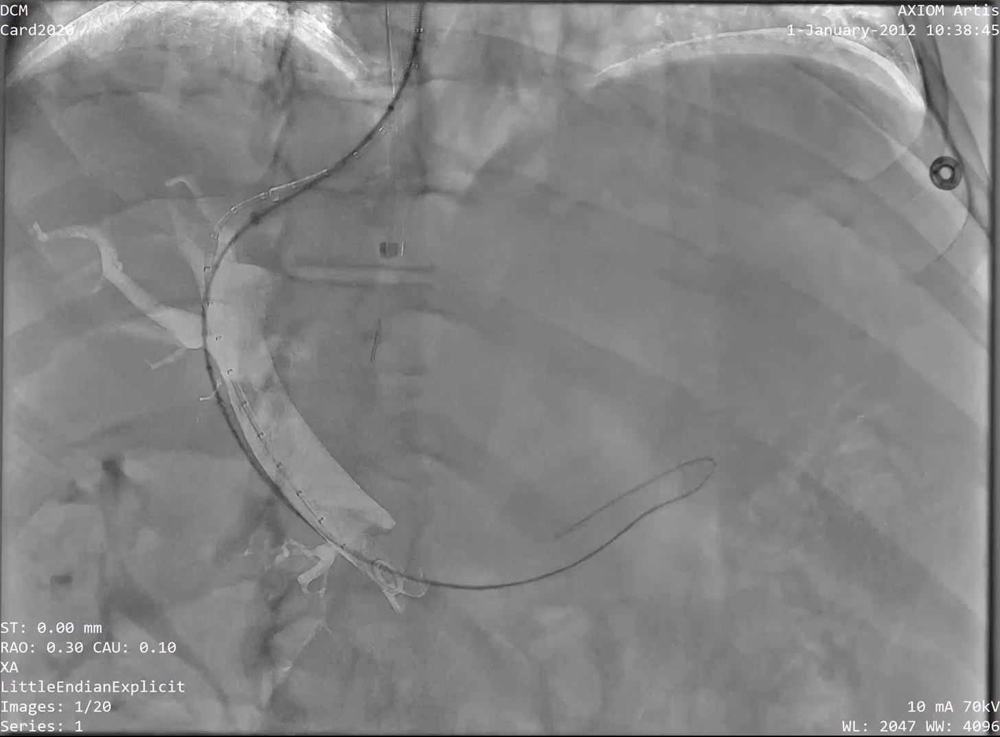 DCM
Card2020
AXIOM Artis
1-January-2012 10:38:45
ST: 0.00 mm
RAO: 0.30 CAU: 0.10
XA
LittleEndianExplicit
Images: 1/20
Series: 1
10 mA 70kV
WL: 2047 WW: 4096